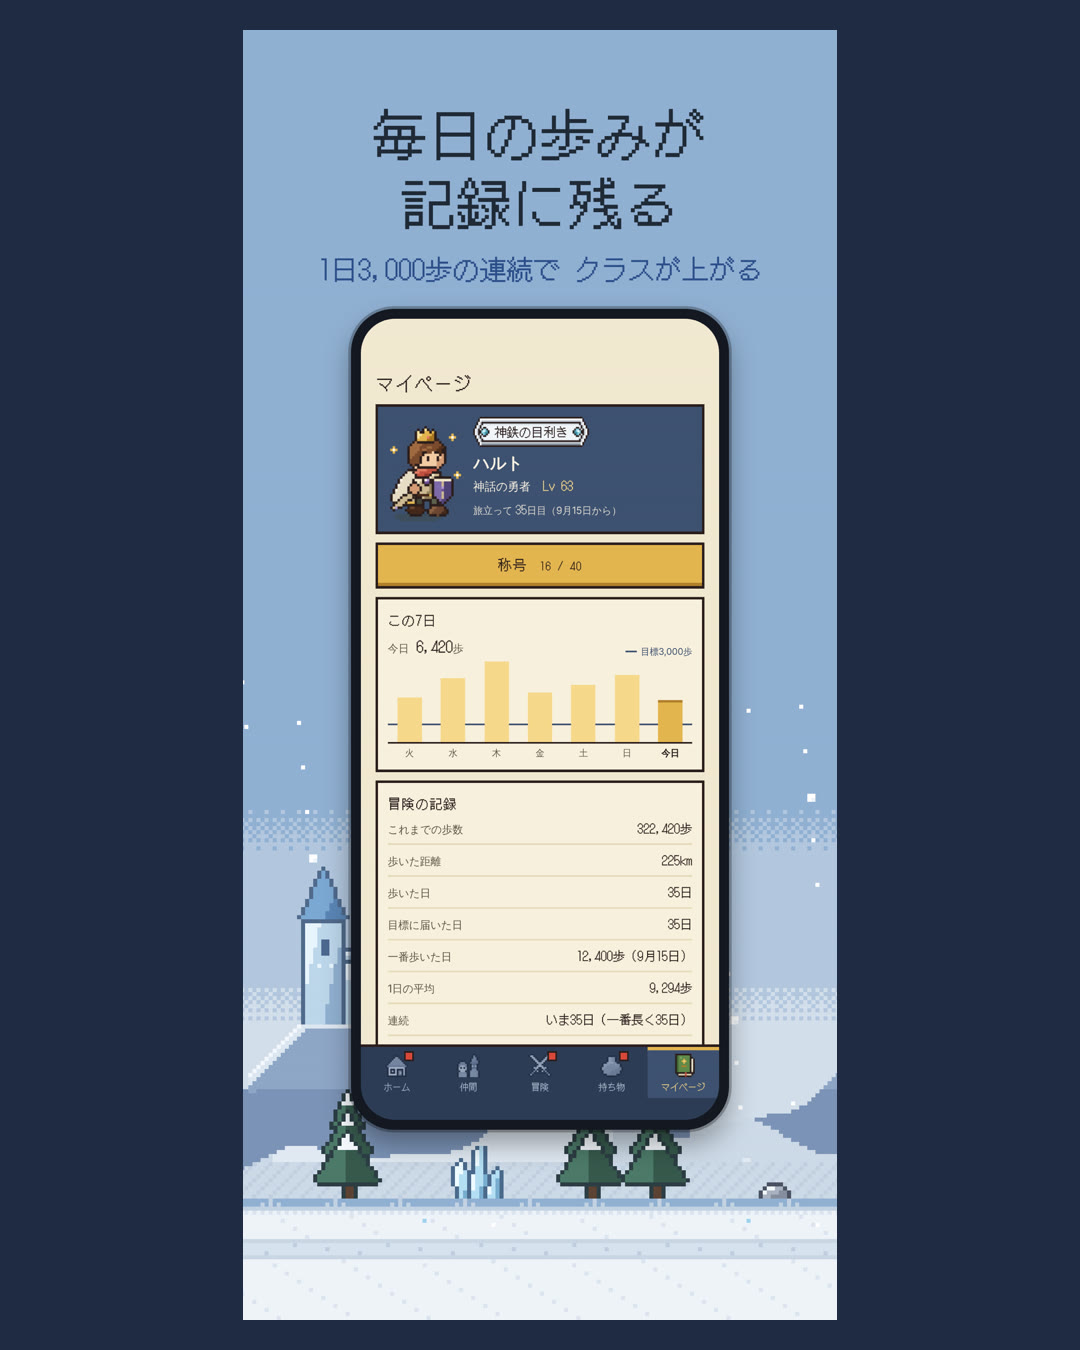 毎日の歩みが
記録に残る
1日3,000歩の連続で クラスが上がる
マイページ
神鉄の目利き
ハルト
神話の勇者 Lv 63
旅立って 35日目（9月15日から）
称号 16 / 40
この7日
今日 6,420歩
目標3,000歩
火 水 木 金 土 日 今日
冒険の記録
これまでの歩数 322,420歩
歩いた距離 225km
歩いた日 35日
目標に届いた日 35日
一番歩いた日 12,400歩（9月15日）
1日の平均 9,294歩
連続 いま35日（一番長く35日）
ホーム 仲間 冒険 持ち物 マイページ